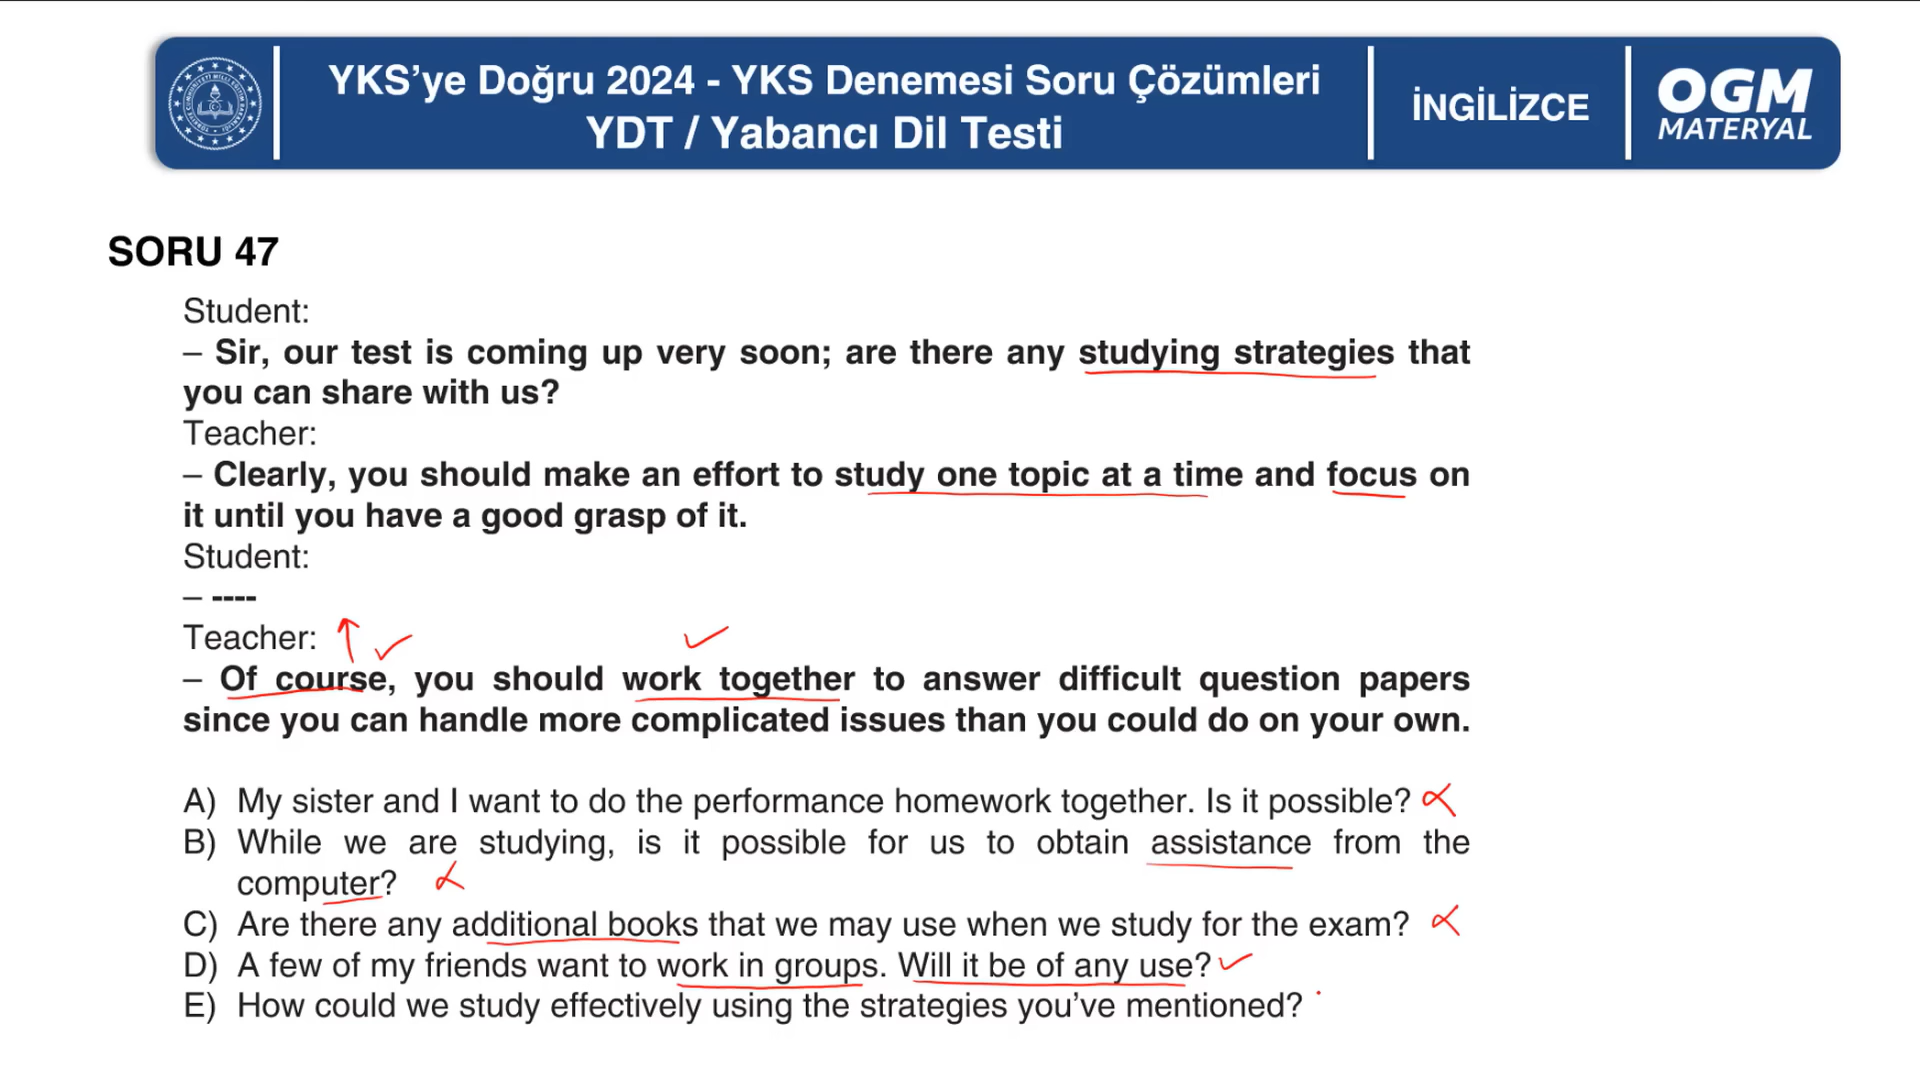 YKS'ye Doğru 2024 - YKS Denemesi Soru Çözümleri
YDT / Yabancı Dil Testi
İNGİLİZCE
OGM
MATERYAL
SORU 47
Student:
– Sir, our test is coming up very soon; are there any studying strategies that
you can share with us?
Teacher:
– Clearly, you should make an effort to study one topic at a time and focus on
it until you have a good grasp of it.
Student:
– ----
Teacher:
– Of course, you should work together to answer difficult question papers
since you can handle more complicated issues than you could do on your own.
A) My sister and I want to do the performance homework together. Is it possible?
B) While we are studying, is it possible for us to obtain assistance from the
computer?
C) Are there any additional books that we may use when we study for the exam?
D) A few of my friends want to work in groups. Will it be of any use?
E) How could we study effectively using the strategies you've mentioned?